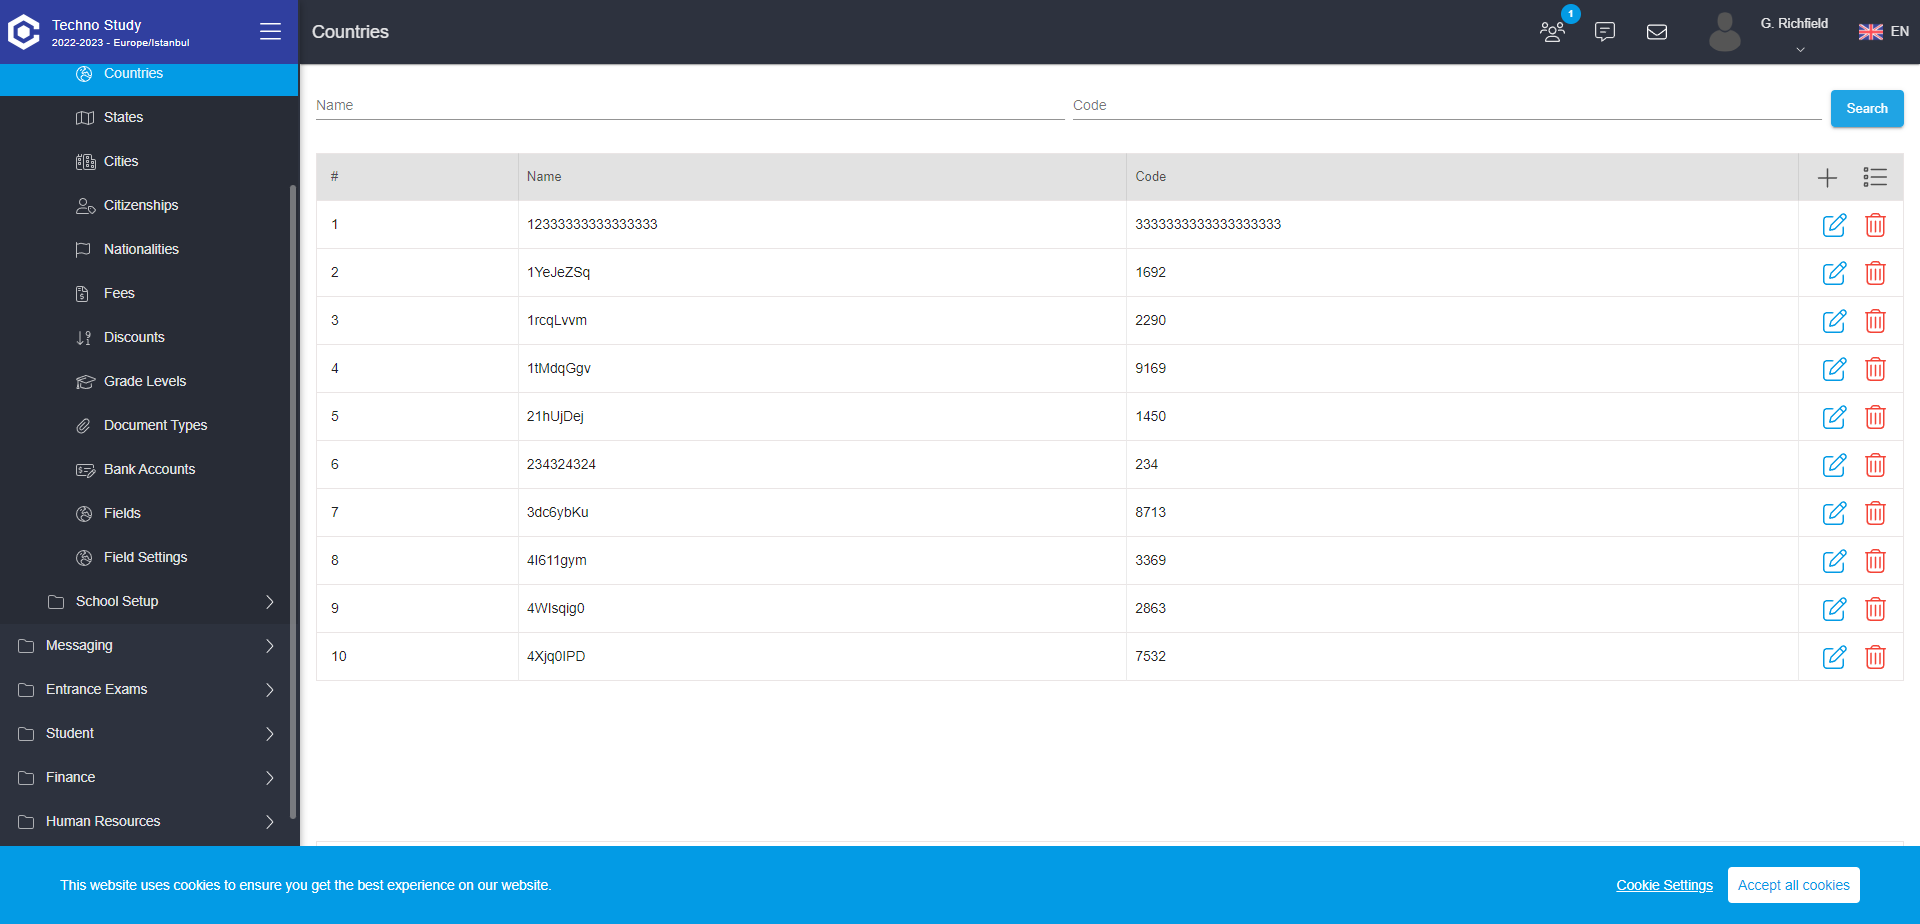 Techno Study
2022-2023 - Europe/Istanbul
Countries
1
G. Richfield
EN
Countries
States
Cities
Citizenships
Nationalities
Fees
Discounts
Grade Levels
Document Types
Bank Accounts
Fields
Field Settings
School Setup
Messaging
Entrance Exams
Student
Finance
Human Resources
Name Code Search
# Name Code
1 12333333333333333 3333333333333333333
2 1YeJeZSq 1692
3 1rcqLvvm 2290
4 1tMdqGgv 9169
5 21hUjDej 1450
6 234324324 234
7 3dc6ybKu 8713
8 4I611gym 3369
9 4WIsqig0 2863
10 4Xjq0IPD 7532
This website uses cookies to ensure you get the best experience on our website.
Cookie Settings
Accept all cookies